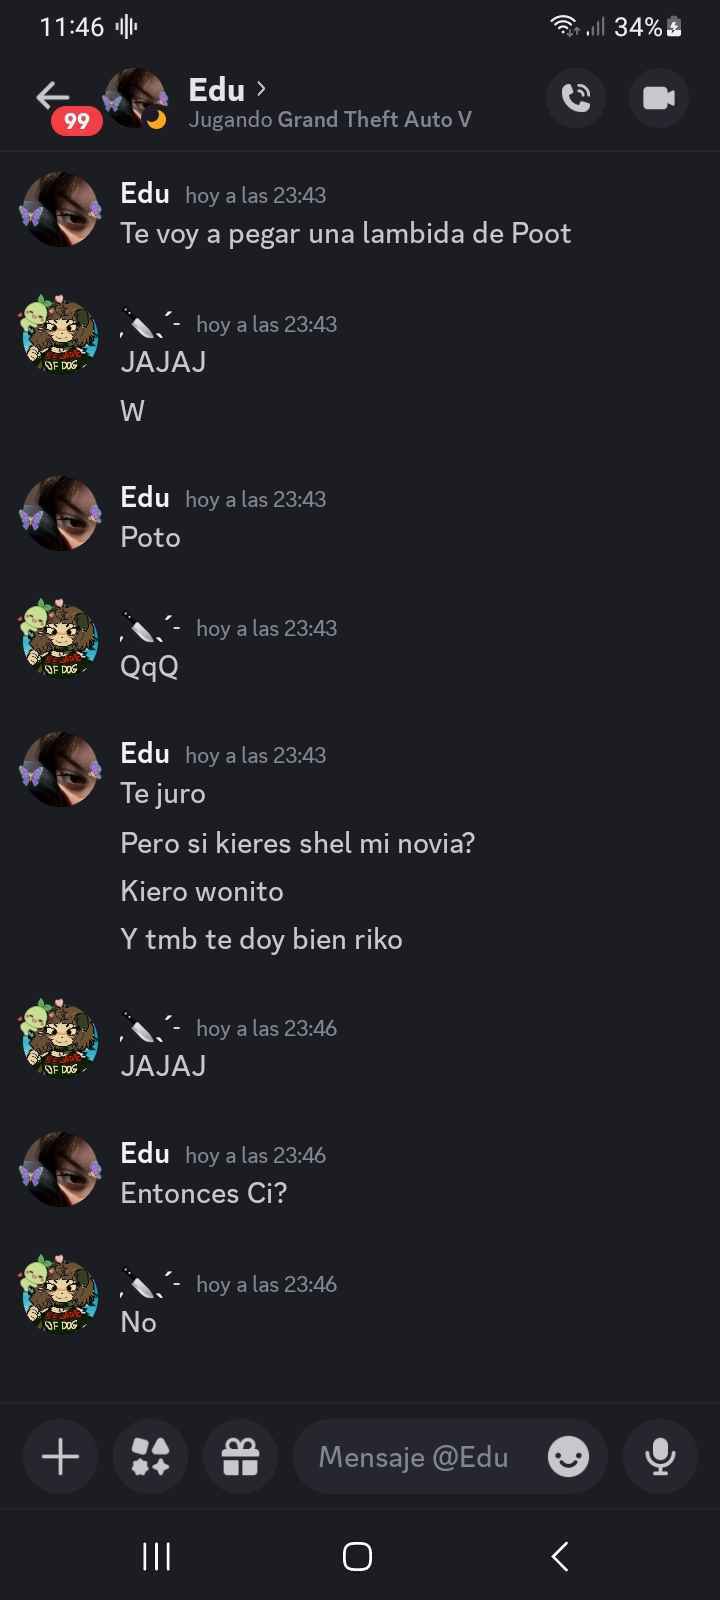 11:46
34%
99
Edu
Jugando Grand Theft Auto V
Edu hoy a las 23:43
Te voy a pegar una lambida de Poot
🔪 ˎˊ- hoy a las 23:43
JAJAJ
W
Edu hoy a las 23:43
Poto
🔪 ˎˊ- hoy a las 23:43
QqQ
Edu hoy a las 23:43
Te juro
Pero si kieres shel mi novia?
Kiero wonito
Y tmb te doy bien riko
🔪 ˎˊ- hoy a las 23:46
JAJAJ
Edu hoy a las 23:46
Entonces Ci?
🔪 ˎˊ- hoy a las 23:46
No
Mensaje @Edu